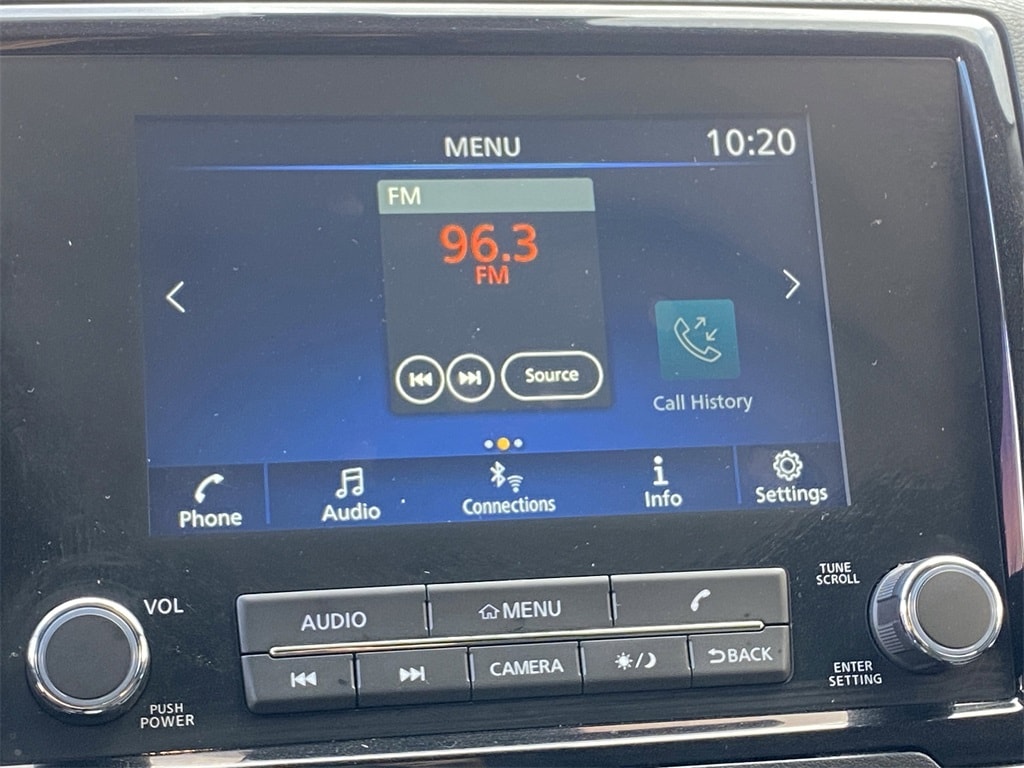 MENU
10:20
FM
96.3
FM
Source
Call History
Phone
Audio
Connections
Info
Settings
VOL
PUSH
POWER
AUDIO
MENU
CAMERA
BACK
TUNE
SCROLL
ENTER
SETTING